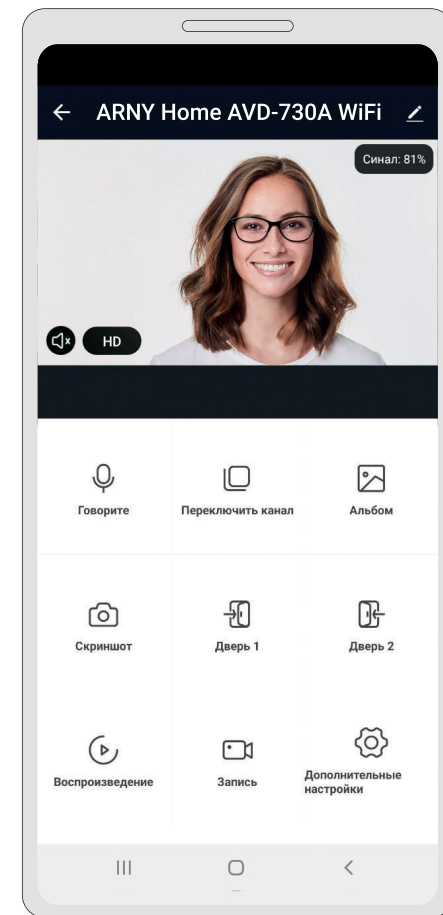 ARNY Home AVD-730A WiFi
Синал: 81%
HD
Говорите
Переключить канал
Альбом
Скриншот
Дверь 1
Дверь 2
Воспроизведение
Запись
Дополнительные
настройки